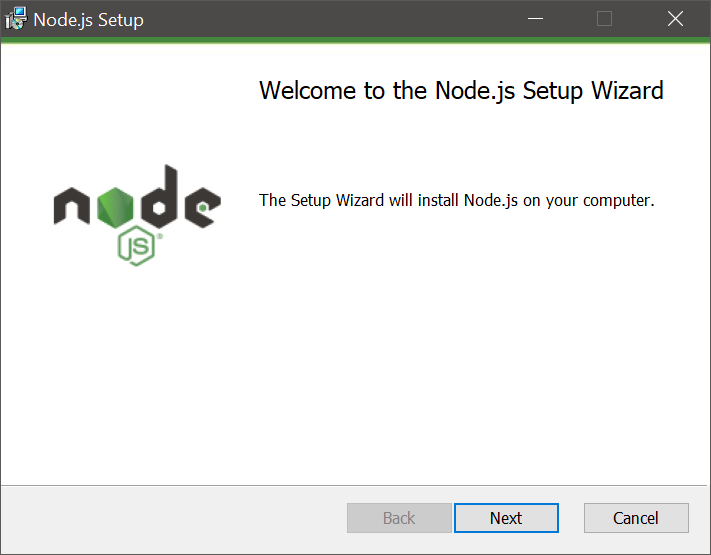 Node.js Setup
Welcome to the Node.js Setup Wizard
node
JS®
The Setup Wizard will install Node.js on your computer.
Back
Next
Cancel